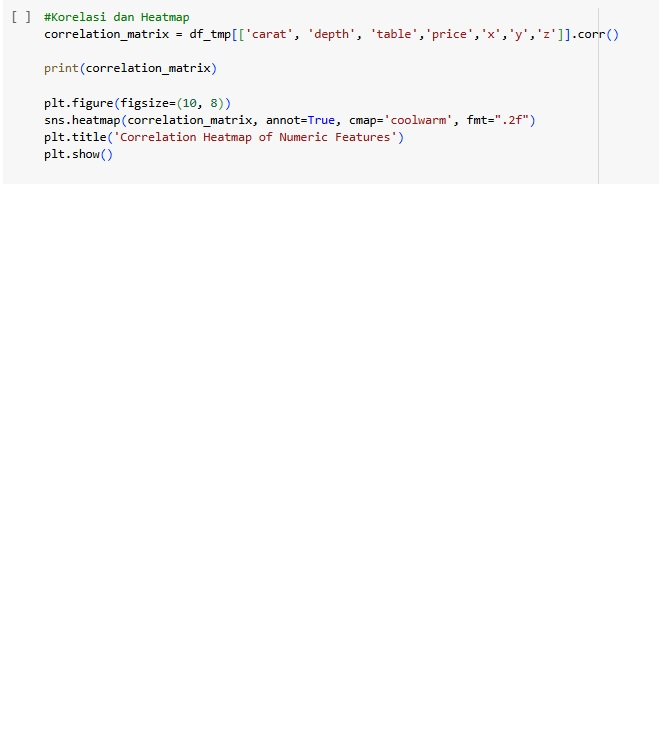 [ ] #Korelasi dan Heatmap
correlation_matrix = df_tmp[['carat', 'depth', 'table','price','x','y','z']].corr()
print(correlation_matrix)
plt.figure(figsize=(10, 8))
sns.heatmap(correlation_matrix, annot=True, cmap='coolwarm', fmt=".2f")
plt.title('Correlation Heatmap of Numeric Features')
plt.show()